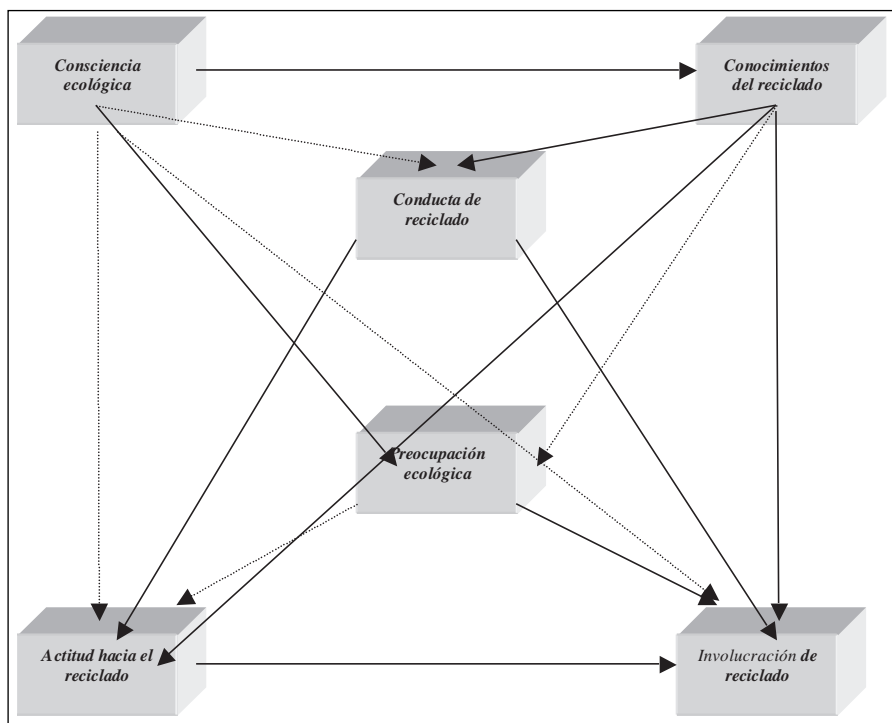 Consciencia
ecológica
Conocimientos
del reciclado
Conducta de
reciclado
Preocupación
ecológica
Actitud hacia el
reciclado
Involucración de
reciclado